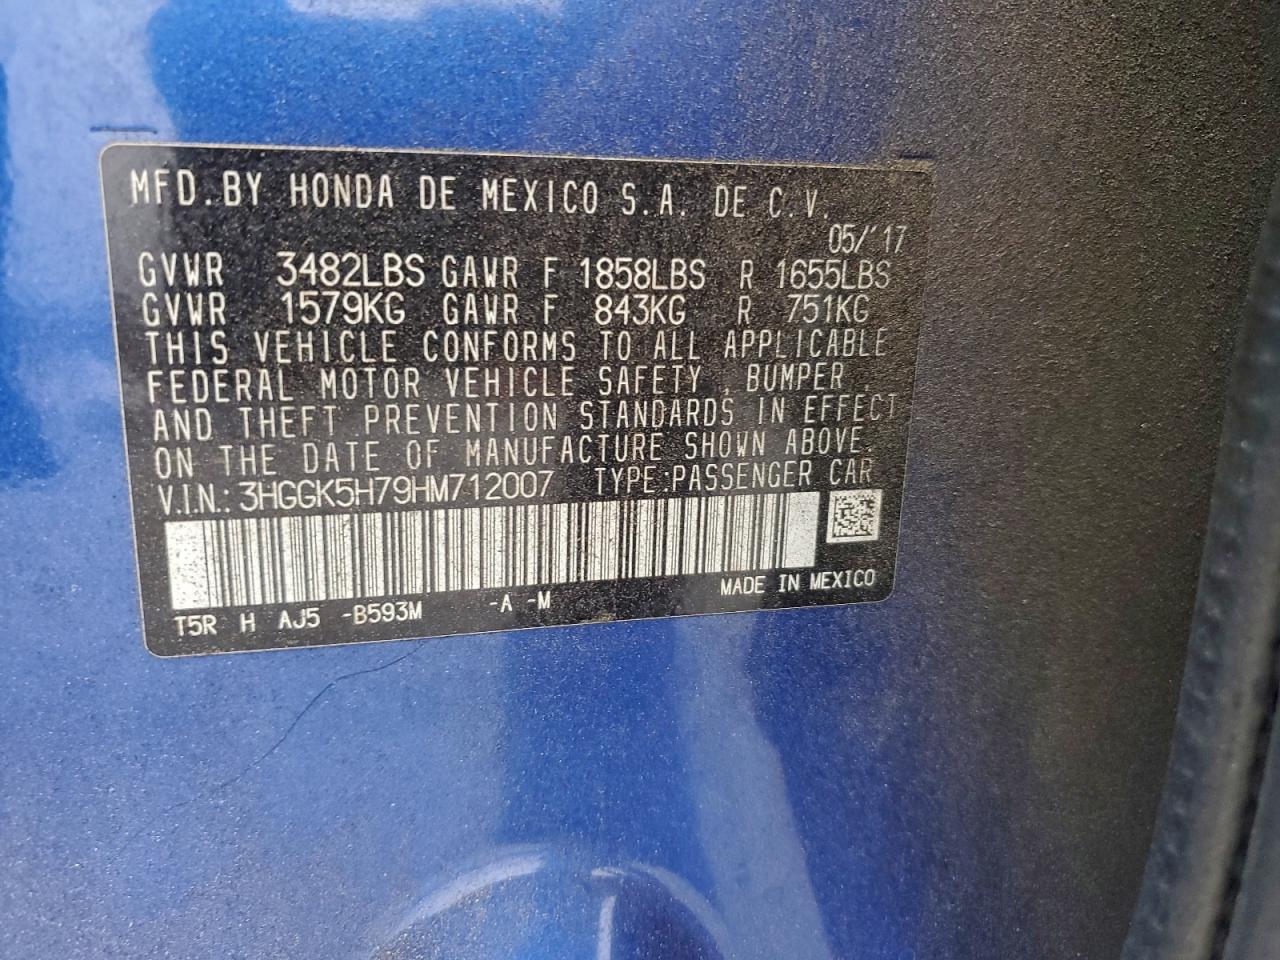 MFD.BY HONDA DE MEXICO S.A. DE C.V.
05/'17
GVWR 3482LBS GAWR F 1858LBS R 1655LBS
GVWR 1579KG GAWR F 843KG R 751KG
THIS VEHICLE CONFORMS TO ALL APPLICABLE
FEDERAL MOTOR VEHICLE SAFETY, BUMPER,
AND THEFT PREVENTION STANDARDS IN EFFECT
ON THE DATE OF MANUFACTURE SHOWN ABOVE.
V.IN.: 3HGGK5H79HM712007 TYPE:PASSENGER CAR
MADE IN MEXICO
T5R H AJ5 -B593M -A -M